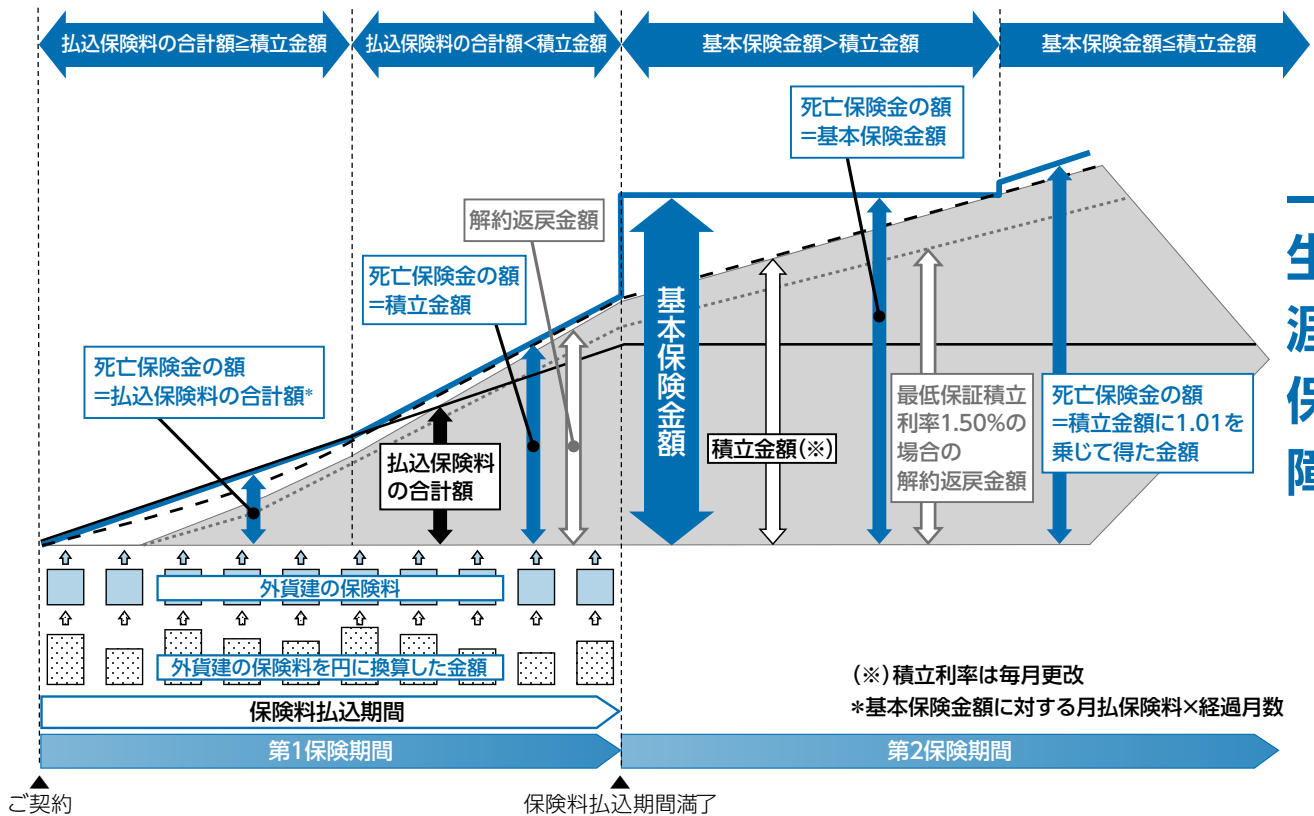 払込保険料の合計額≧積立金額
払込保険料の合計額<積立金額
基本保険金額>積立金額
基本保険金額≦積立金額
死亡保険金の額
=基本保険金額
解約返戻金額
死亡保険金の額
=積立金額
死亡保険金の額
=払込保険料の合計額*
払込保険料
の合計額
基本保険金額
積立金額(※)
最低保証積立
利率1.50%の
場合の
解約返戻金額
死亡保険金の額
=積立金額に1.01を
乗じて得た金額
一生涯保障
外貨建の保険料
外貨建の保険料を円に換算した金額
(※)積立利率は毎月更改
*基本保険金額に対する月払保険料×経過月数
保険料払込期間
第1保険期間
第2保険期間
ご契約
保険料払込期間満了